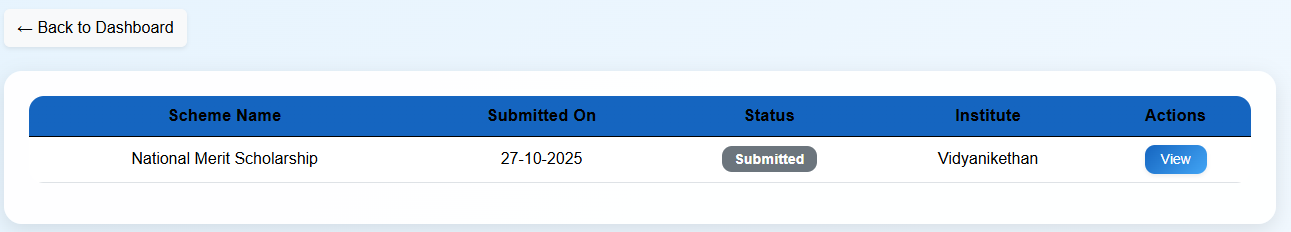 ← Back to Dashboard
Scheme Name Submitted On Status Institute Actions
National Merit Scholarship 27-10-2025 Submitted Vidyanikethan View